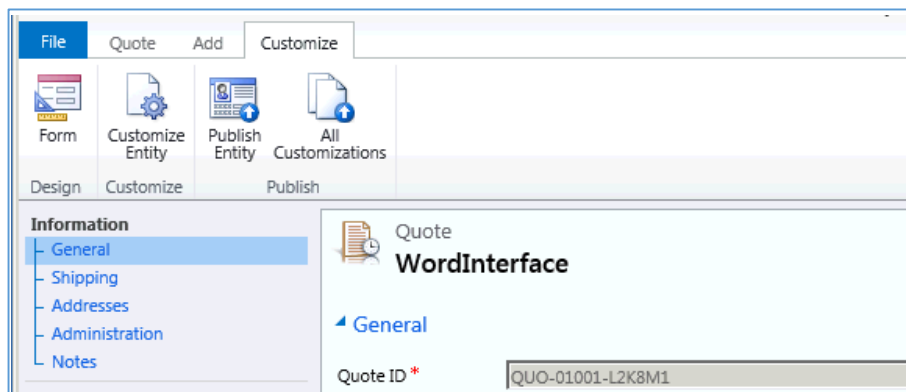 File Quote Add Customize
Form Customize Entity Publish Entity All Customizations
Design Customize Publish
Information
General
Shipping
Addresses
Administration
Notes
Quote
WordInterface
General
Quote ID * QUO-01001-L2K8M1